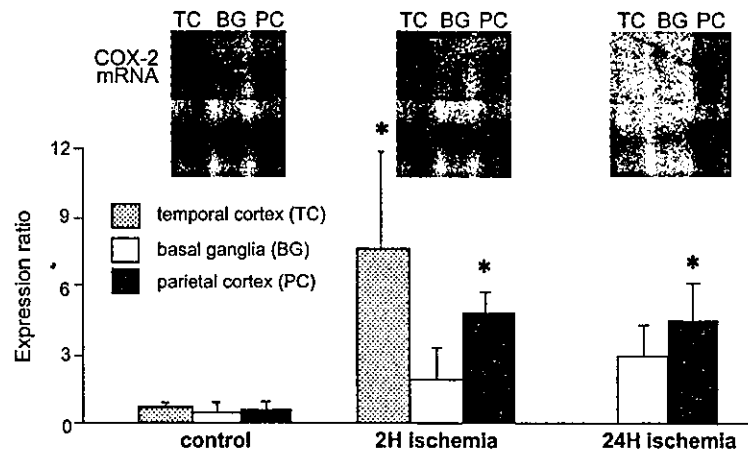 TC BG PC TC BG PC TC BG PC
COX-2
mRNA
12
9
6
3
0
Expression ratio
temporal cortex (TC)
basal ganglia (BG)
parietal cortex (PC)
*
*
*
control 2H ischemia 24H ischemia